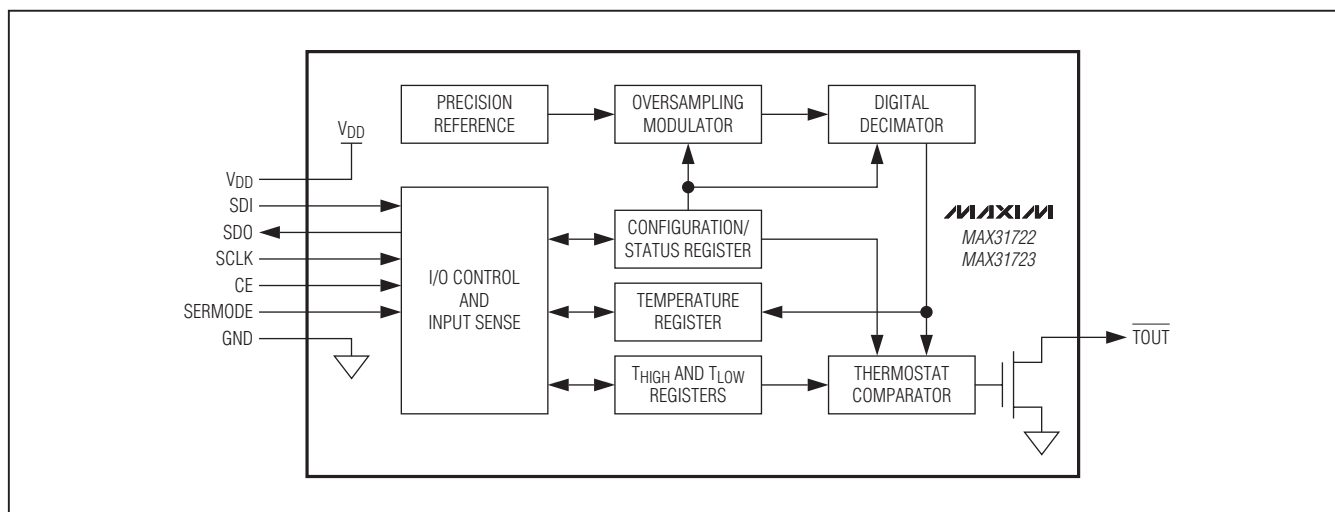 PRECISION
REFERENCE
OVERSAMPLING
MODULATOR
DIGITAL
DECIMATOR
VDD
VDD
SDI
SDO
SCLK
CE
SERMODE
GND
I/O CONTROL
AND
INPUT SENSE
CONFIGURATION/
STATUS REGISTER
TEMPERATURE
REGISTER
THIGH AND TLOW
REGISTERS
THERMOSTAT
COMPARATOR
MAXIM
MAX31722
MAX31723
TOUT